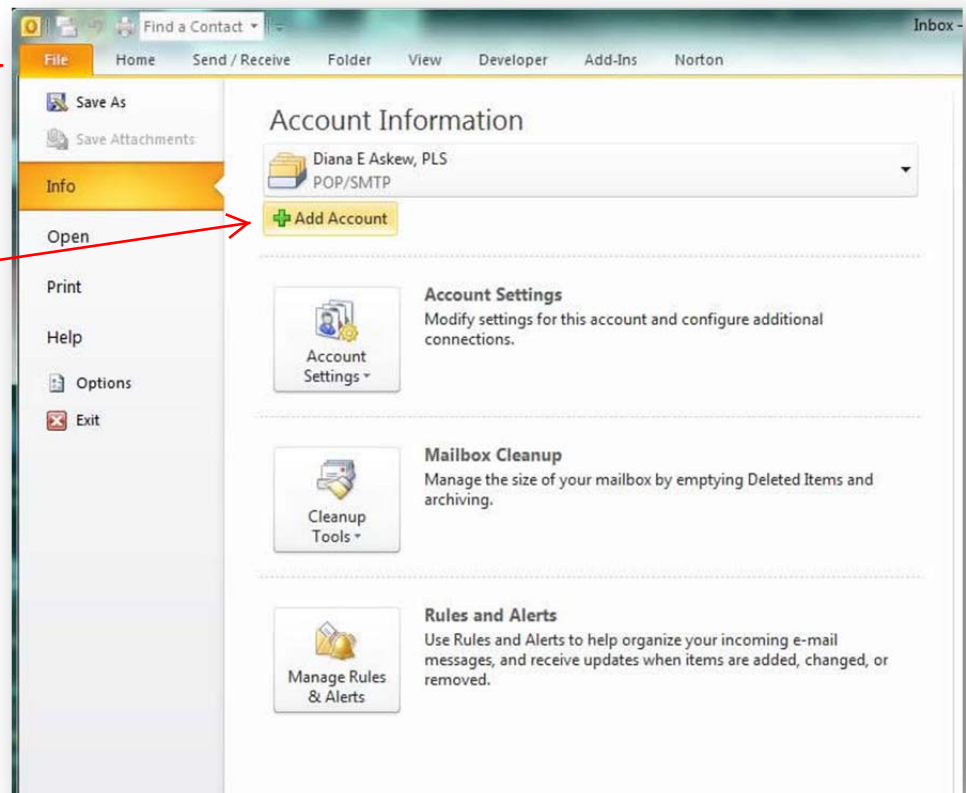 Find a Contact
Inbox -
File Home Send / Receive Folder View Developer Add-Ins Norton
Save As
Save Attachments
Info
Open
Print
Help
Options
Exit
Account Information
Diana E Askew, PLS
POP/SMTP
Add Account
Account Settings
Account Settings
Modify settings for this account and configure additional
connections.
Cleanup Tools
Mailbox Cleanup
Manage the size of your mailbox by emptying Deleted Items and
archiving.
Manage Rules
& Alerts
Rules and Alerts
Use Rules and Alerts to help organize your incoming e-mail
messages, and receive updates when items are added, changed, or
removed.